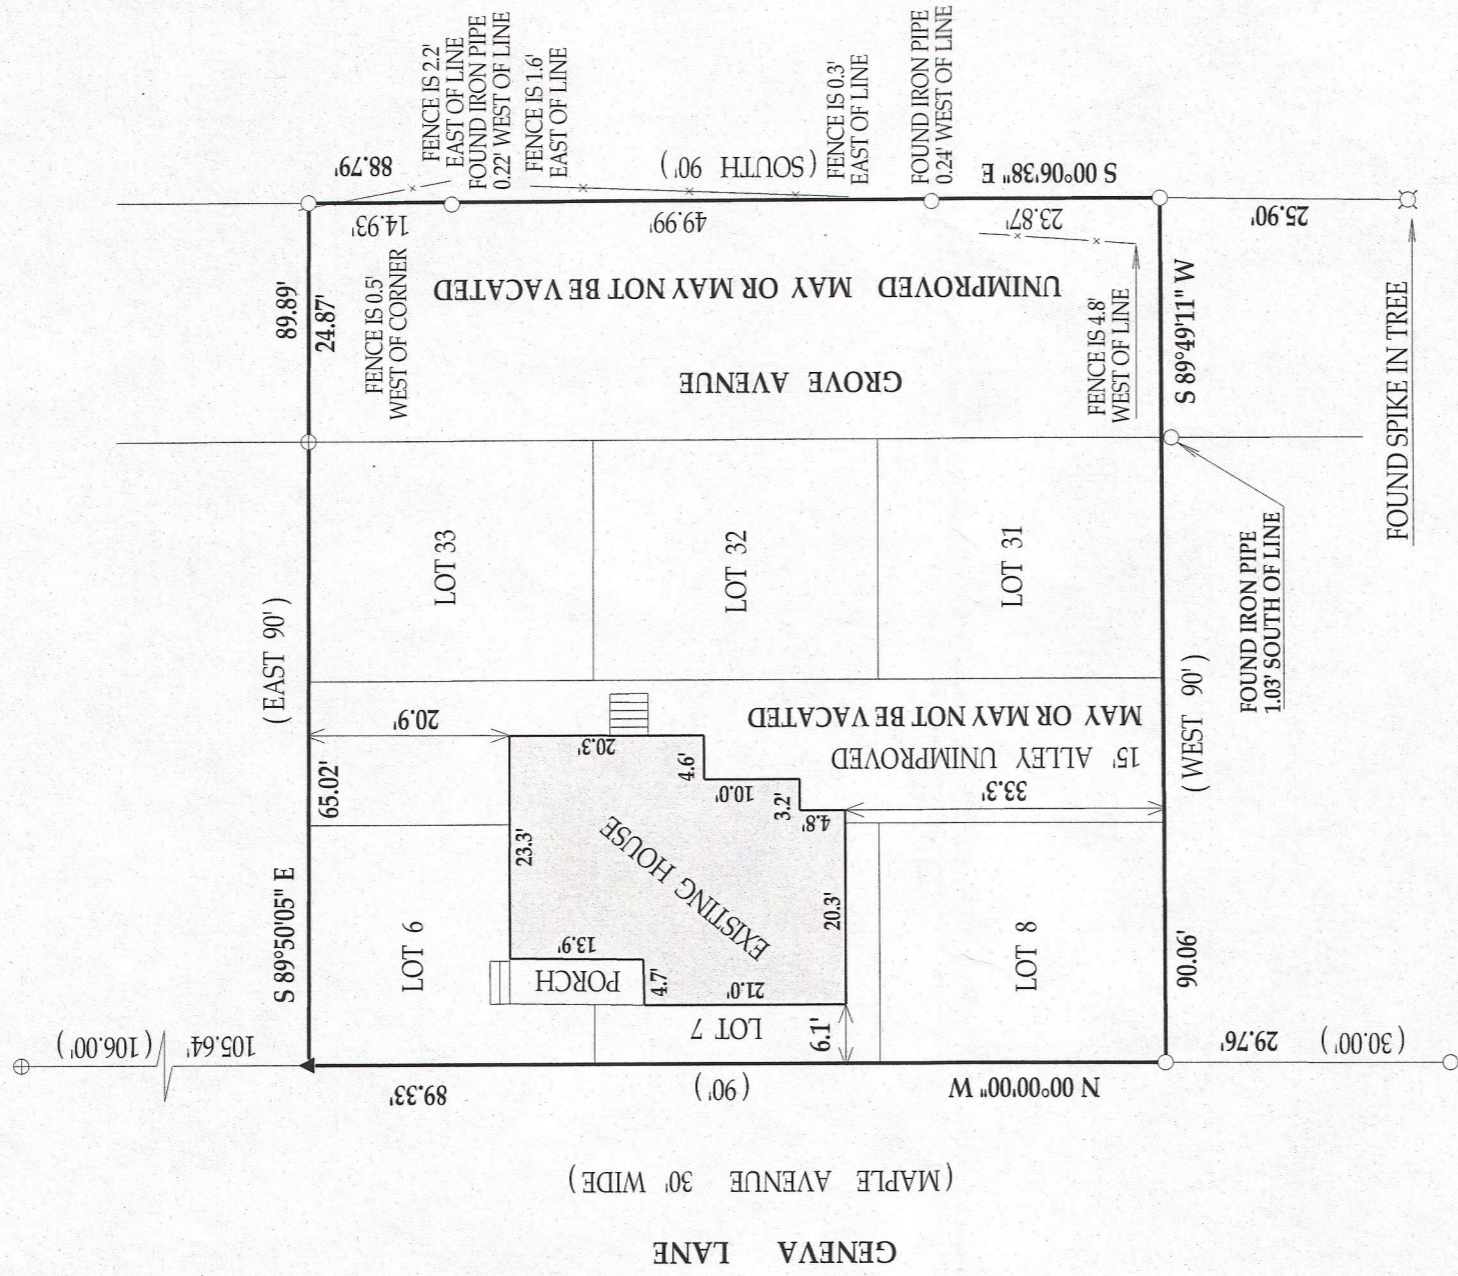 FENCE IS 2.2'
EAST OF LINE
FOUND IRON PIPE
0.22' WEST OF LINE
FENCE IS 1.6'
EAST OF LINE
FENCE IS 0.3'
EAST OF LINE
FOUND IRON PIPE
0.24' WEST OF LINE
88.79'
( SOUTH 90' )
S 00°06'38" E
14.93'
49.99'
23.87'
25.90'
89.89'
24.87'
FENCE IS 0.5'
WEST OF CORNER
UNIMPROVED MAY OR MAY NOT BE VACATED
GROVE AVENUE
FENCE IS 4.8'
WEST OF LINE
S 89°49'11" W
FOUND SPIKE IN TREE
LOT 33
LOT 32
LOT 31
FOUND IRON PIPE
1.03' SOUTH OF LINE
( EAST 90' )
( WEST 90' )
20.9'
15' ALLEY UNIMPROVED
MAY OR MAY NOT BE VACATED
65.02'
20.3'
4.6'
10.0'
3.2'
4.8'
33.3'
23.3'
EXISTING HOUSE
20.3'
S 89°50'05" E
LOT 6
13.9'
PORCH
4.7'
21.0'
LOT 7
6.1'
LOT 8
90.06'
( 106.00' )
105.64'
29.76'
( 30.00' )
89.33'
( 90' )
N 00°00'00" W
( MAPLE AVENUE 30' WIDE )
GENEVA LANE